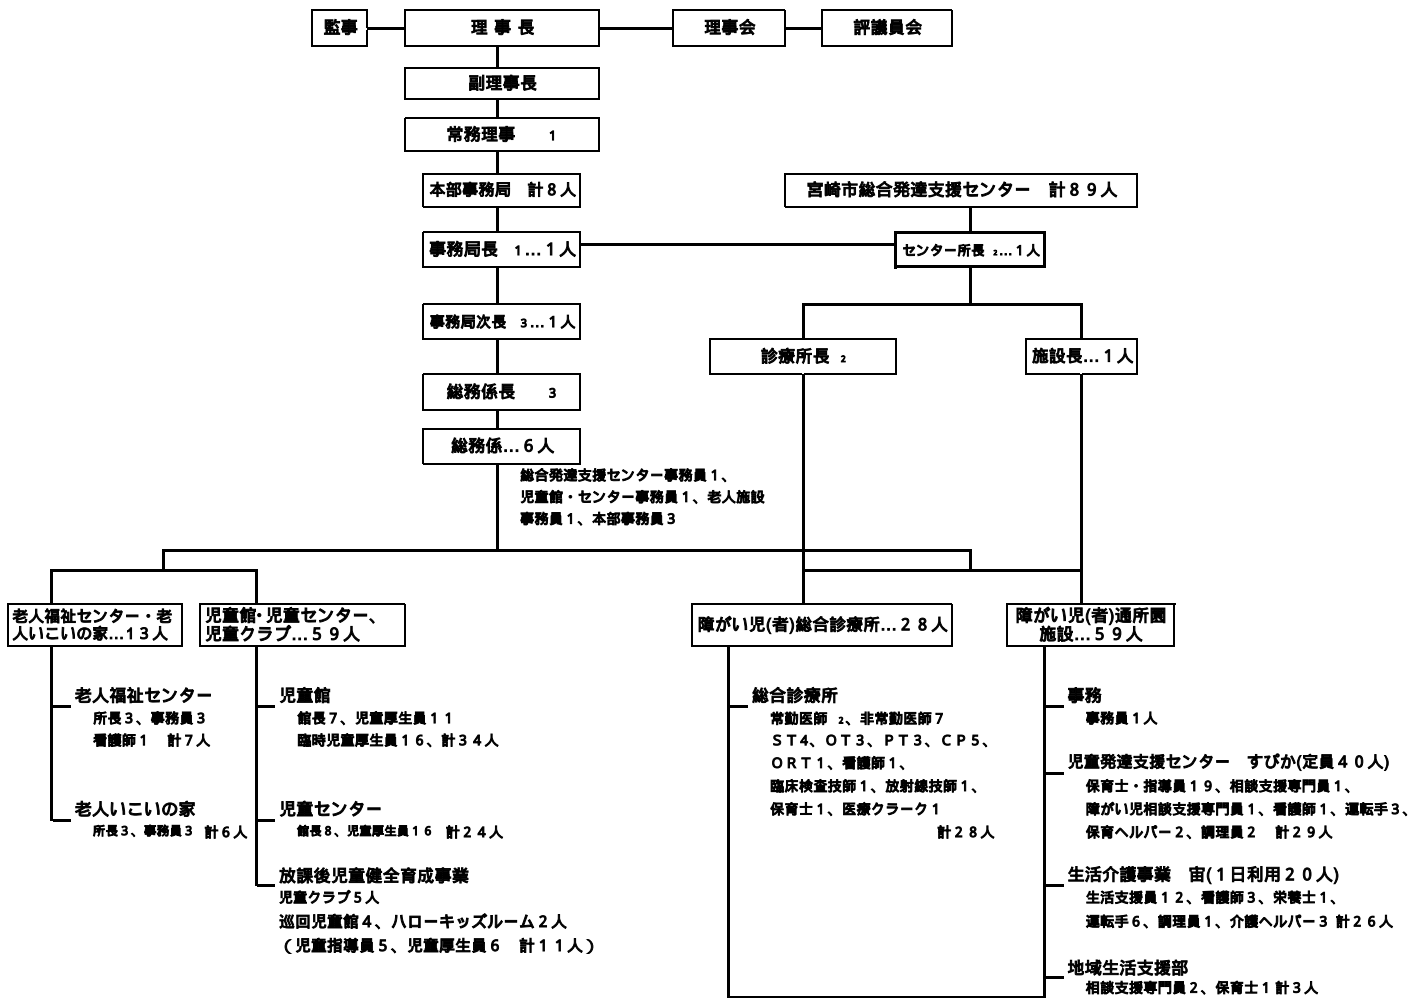 監事
理 事 長
理事会
評議員会
副理事長
常務理事　1
本部事務局　計８人
宮崎市総合発達支援センター　計８９人
事務局長　1…１人
センター所長 2…１人
事務局次長　3…１人
診療所長 2
施設長…１人
総務係長　3
総務係…６人
総合発達支援センター事務員１、
児童館・センター事務員１、老人施設
事務員１、本部事務員３
老人福祉センター・老
人いこいの家…１３人
児童館・児童センター、
児童クラブ…５９人
障がい児(者)総合診療所…２８人
障がい児(者)通所園
施設…５９人
老人福祉センター
所長３、事務員３
看護師１　計７人
老人いこいの家
所長３、事務員３　計６人
児童館
館長７、児童厚生員１１
臨時児童厚生員１６、計３４人
児童センター
館長８、児童厚生員１６　計２４人
放課後児童健全育成事業
児童クラブ５人
巡回児童館４、ハローキッズルーム２人
（児童指導員５、児童厚生員６　計１１人）
総合診療所
常勤医師 2、非常勤医師７
ＳＴ４、ＯＴ３、ＰＴ３、ＣＰ５、
ＯＲＴ１、看護師１、
臨床検査技師１、放射線技師１、
保育士１、医療クラーク１
計２８人
事務
事務員１人
児童発達支援センター　すぴか(定員４０人)
保育士・指導員１９、相談支援専門員１、
障がい児相談支援専門員１、看護師１、運転手３、
保育ヘルパー２、調理員２　計２９人
生活介護事業　宙(１日利用２０人)
生活支援員１２、看護師３、栄養士１、
運転手６、調理員１、介護ヘルパー３ 計２６人
地域生活支援部
相談支援専門員２、保育士１ 計３人